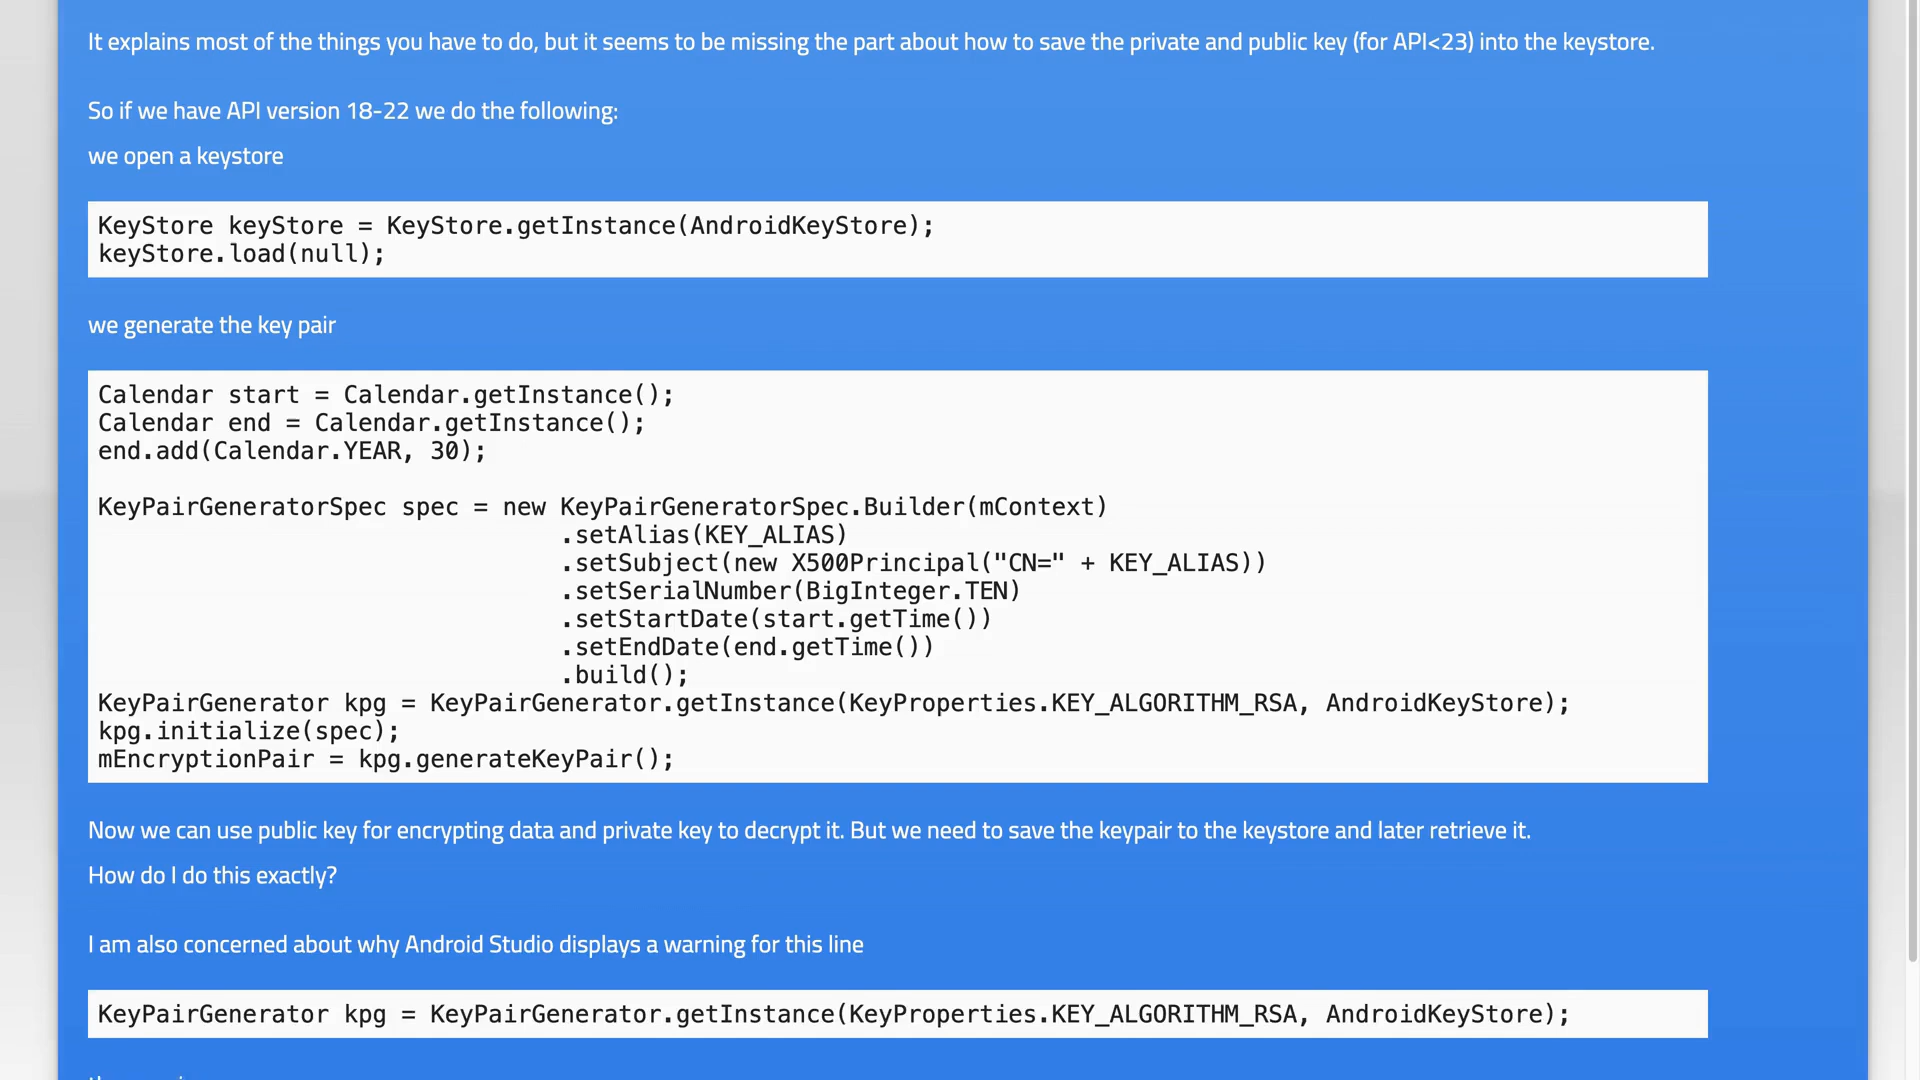 It explains most of the things you have to do, but it seems to be missing the part about how to save the private and public key (for API<23) into the keystore.
So if we have API version 18-22 we do the following:
we open a keystore
KeyStore keyStore = KeyStore.getInstance(AndroidKeyStore);
keyStore.load(null);
we generate the key pair
Calendar start = Calendar.getInstance();
Calendar end = Calendar.getInstance();
end.add(Calendar.YEAR, 30);
KeyPairGeneratorSpec spec = new KeyPairGeneratorSpec.Builder(mContext)
.setAlias(KEY_ALIAS)
.setSubject(new X500Principal("CN=" + KEY_ALIAS))
.setSerialNumber(BigInteger.TEN)
.setStartDate(start.getTime())
.setEndDate(end.getTime())
.build();
KeyPairGenerator kpg = KeyPairGenerator.getInstance(KeyProperties.KEY_ALGORITHM_RSA, AndroidKeyStore);
kpg.initialize(spec);
mEncryptionPair = kpg.generateKeyPair();
Now we can use public key for encrypting data and private key to decrypt it. But we need to save the keypair to the keystore and later retrieve it.
How do I do this exactly?
I am also concerned about why Android Studio displays a warning for this line
KeyPairGenerator kpg = KeyPairGenerator.getInstance(KeyProperties.KEY_ALGORITHM_RSA, AndroidKeyStore);